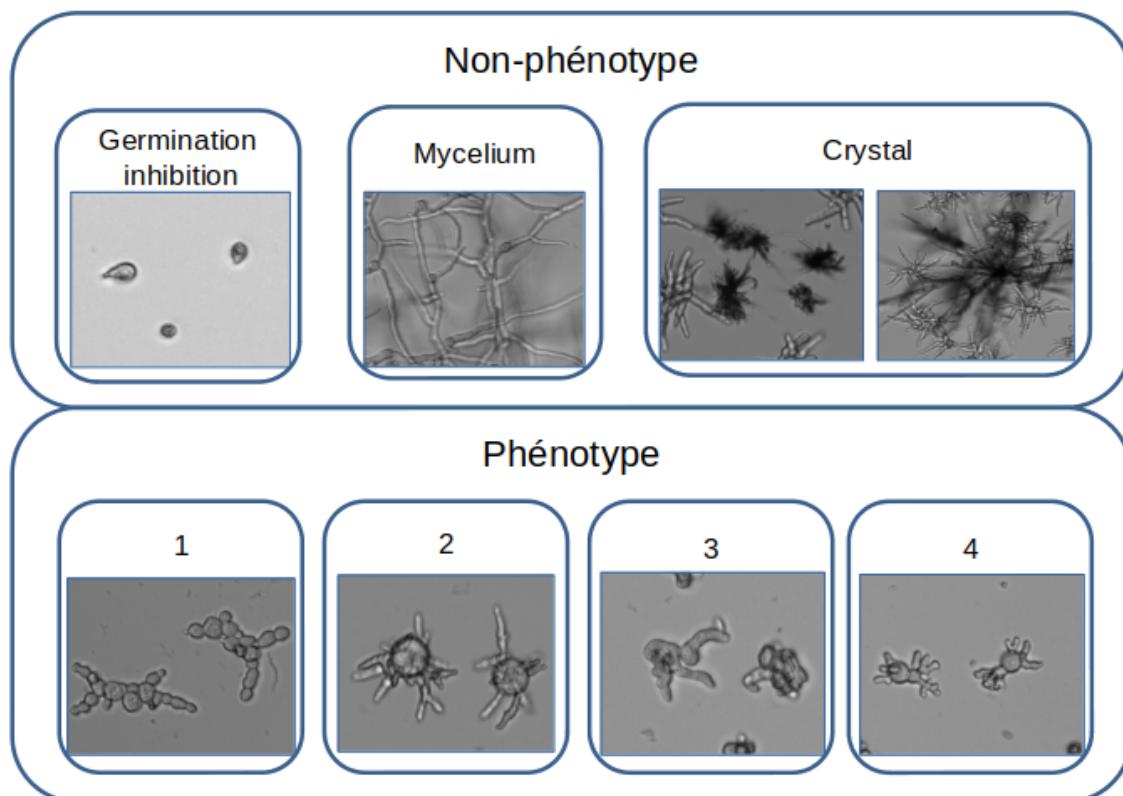 Non-phénotype
Germination
inhibition
Mycelium
Crystal
Phénotype
1
2
3
4